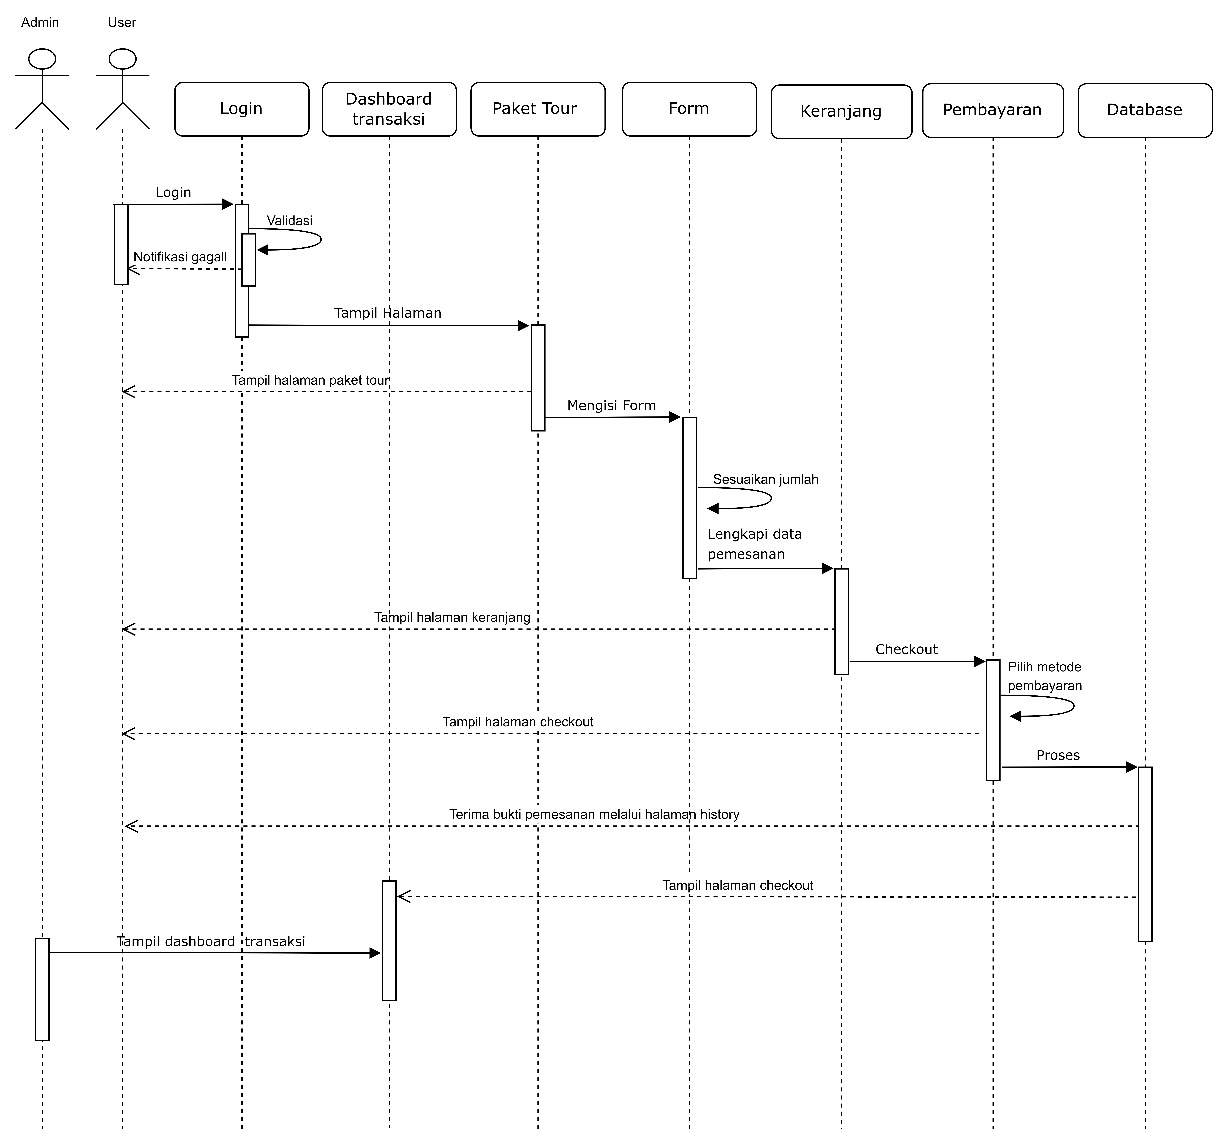 Admin
User
Login
Dashboard
transaksi
Paket Tour
Form
Keranjang
Pembayaran
Database
Login
Validasi
Notifikasi gagall
Tampil Halaman
Tampil halaman paket tour
Mengisi Form
Sesuaikan jumlah
Lengkapi data
pemesanan
Tampil halaman keranjang
Checkout
Pilih metode
pembayaran
Tampil halaman checkout
Proses
Terima bukti pemesanan melalui halaman history
Tampil halaman checkout
Tampil dashboard transaksi